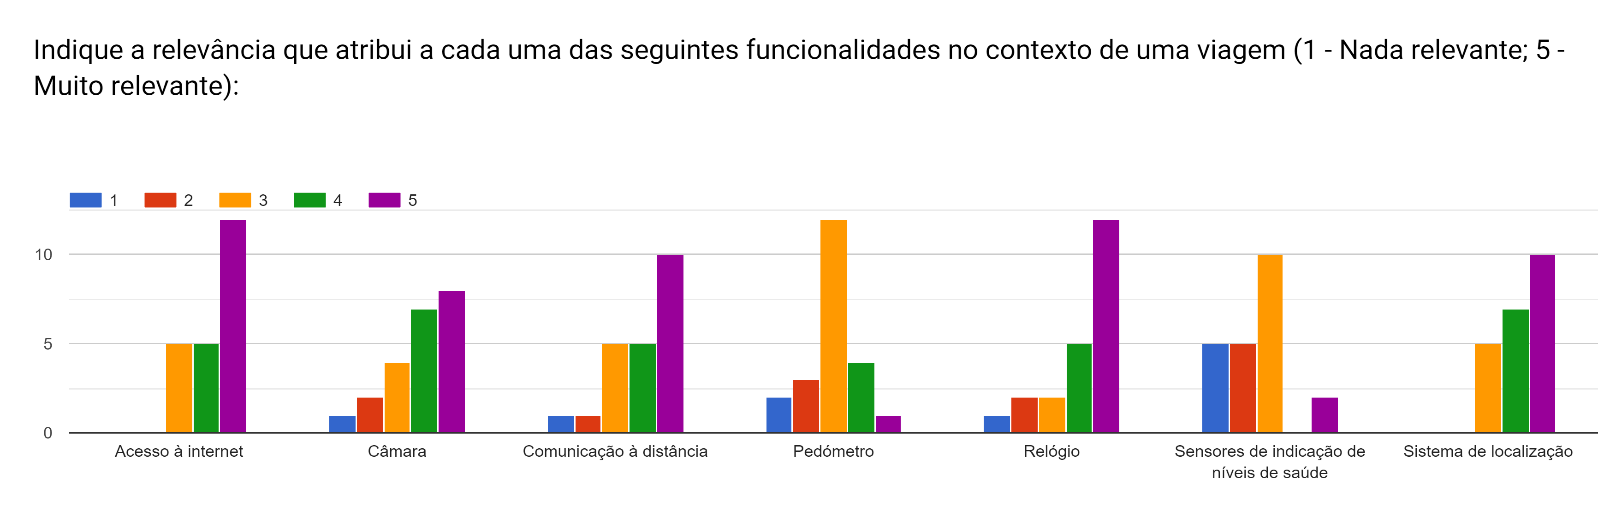 Indique a relevância que atribui a cada uma das seguintes funcionalidades no contexto de uma viagem (1 - Nada relevante; 5 -
Muito relevante):
1 2 3 4 5
10
5
0
Acesso à internet Câmara Comunicação à distância Pedómetro Relógio Sensores de indicação de níveis de saúde Sistema de localização